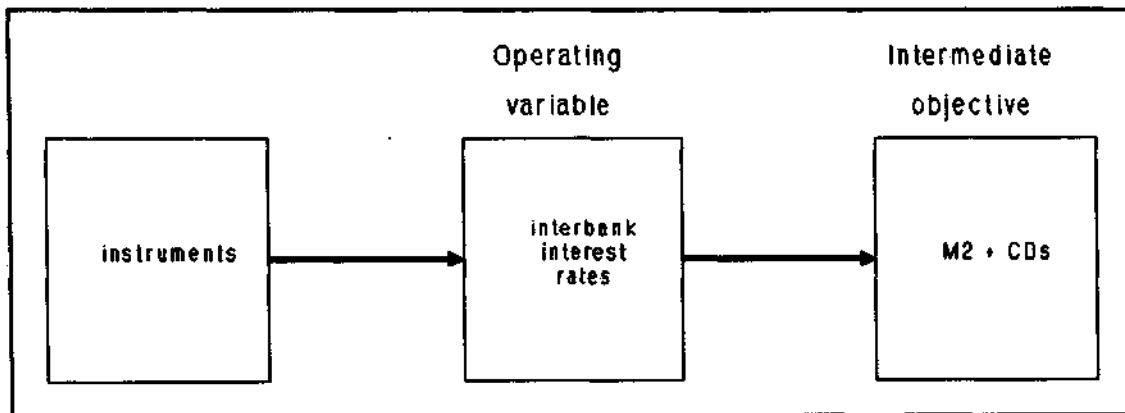 Operating
variable
Intermediate
objective
instruments
interbank
interest
rates
M2 + CDs